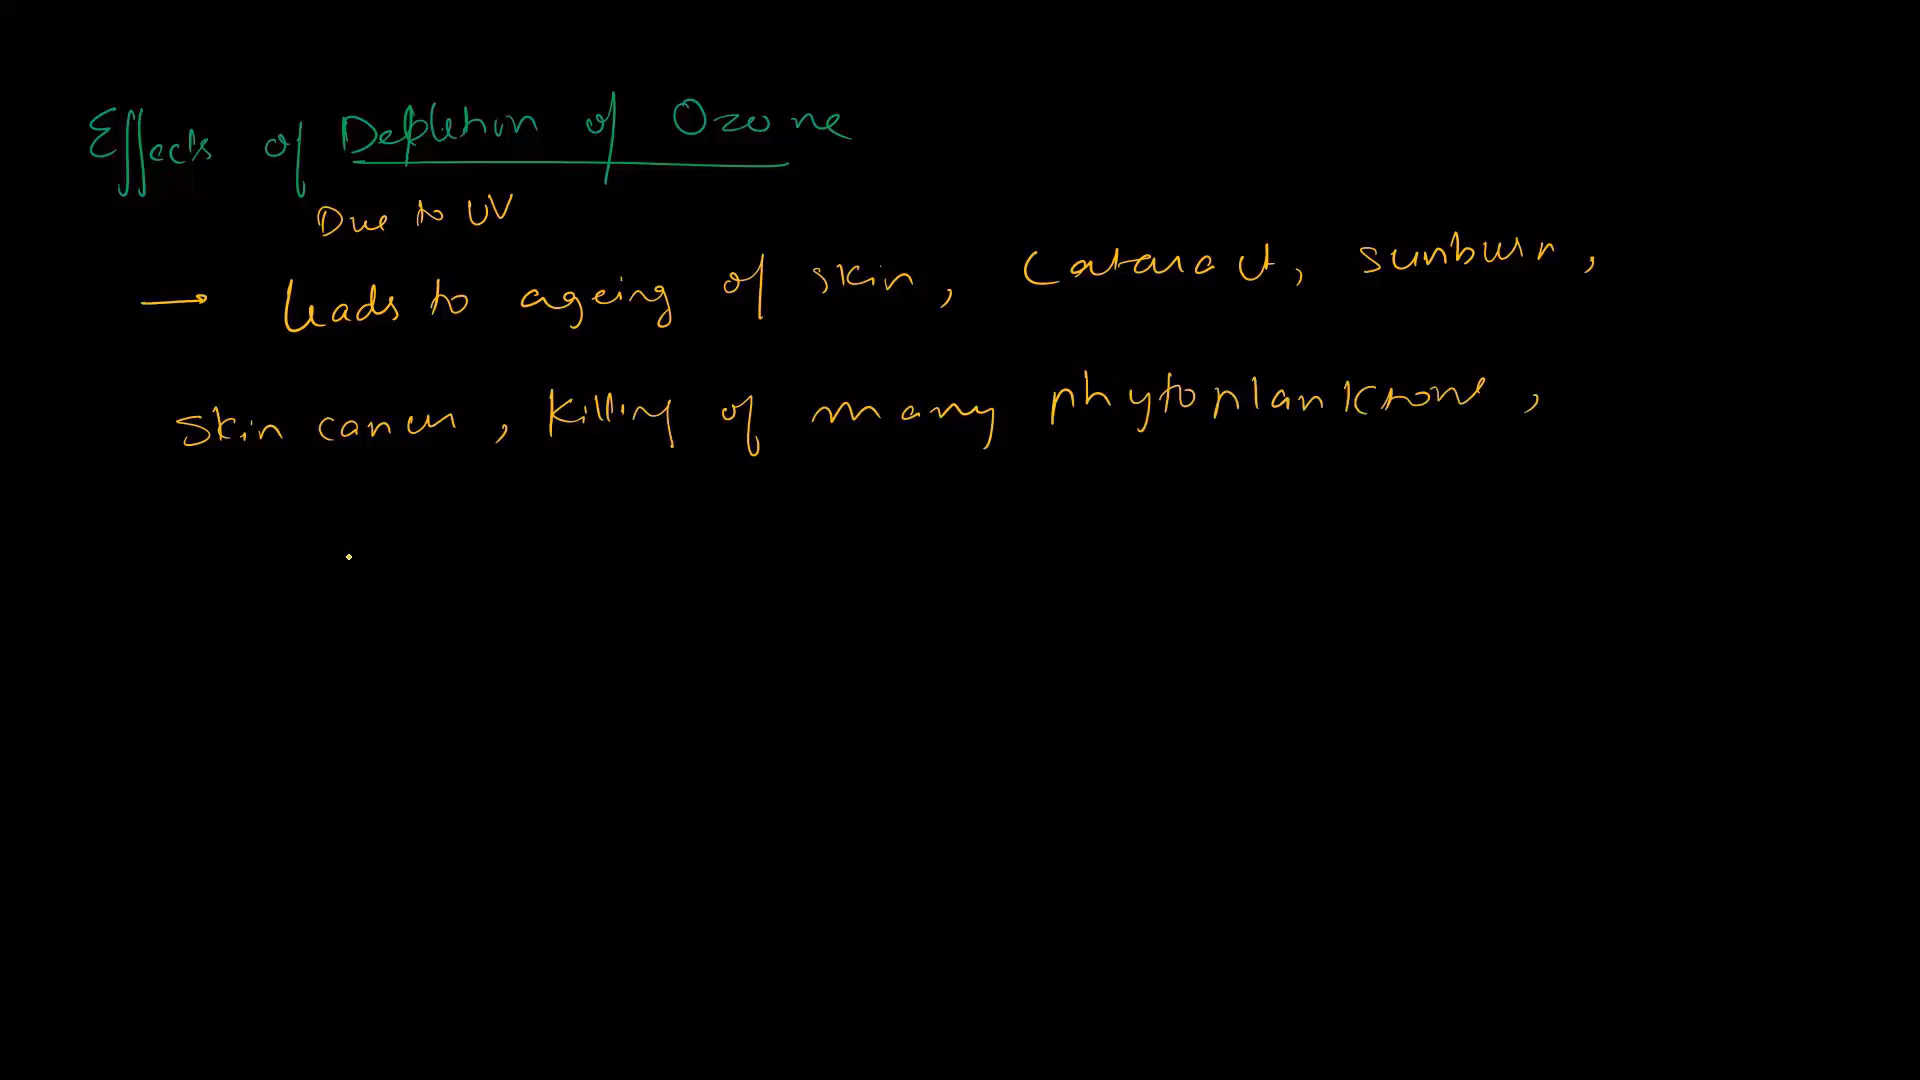 Effects of Depletion of Ozone
Due to UV
→ leads to ageing of skin, Cataract, sunburn,
Skin cancer, Killing of many phytoplanktons,